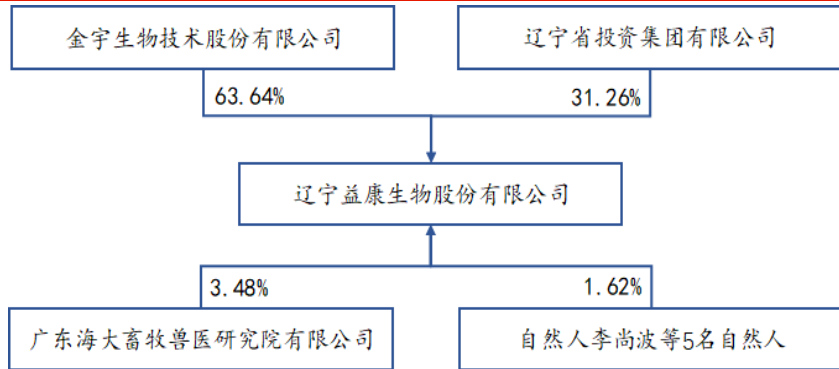 金宇生物技术股份有限公司
辽宁省投资集团有限公司
63.64%
31.26%
辽宁益康生物股份有限公司
3.48%
1.62%
广东海大畜牧兽医研究院有限公司
自然人李尚波等5名自然人